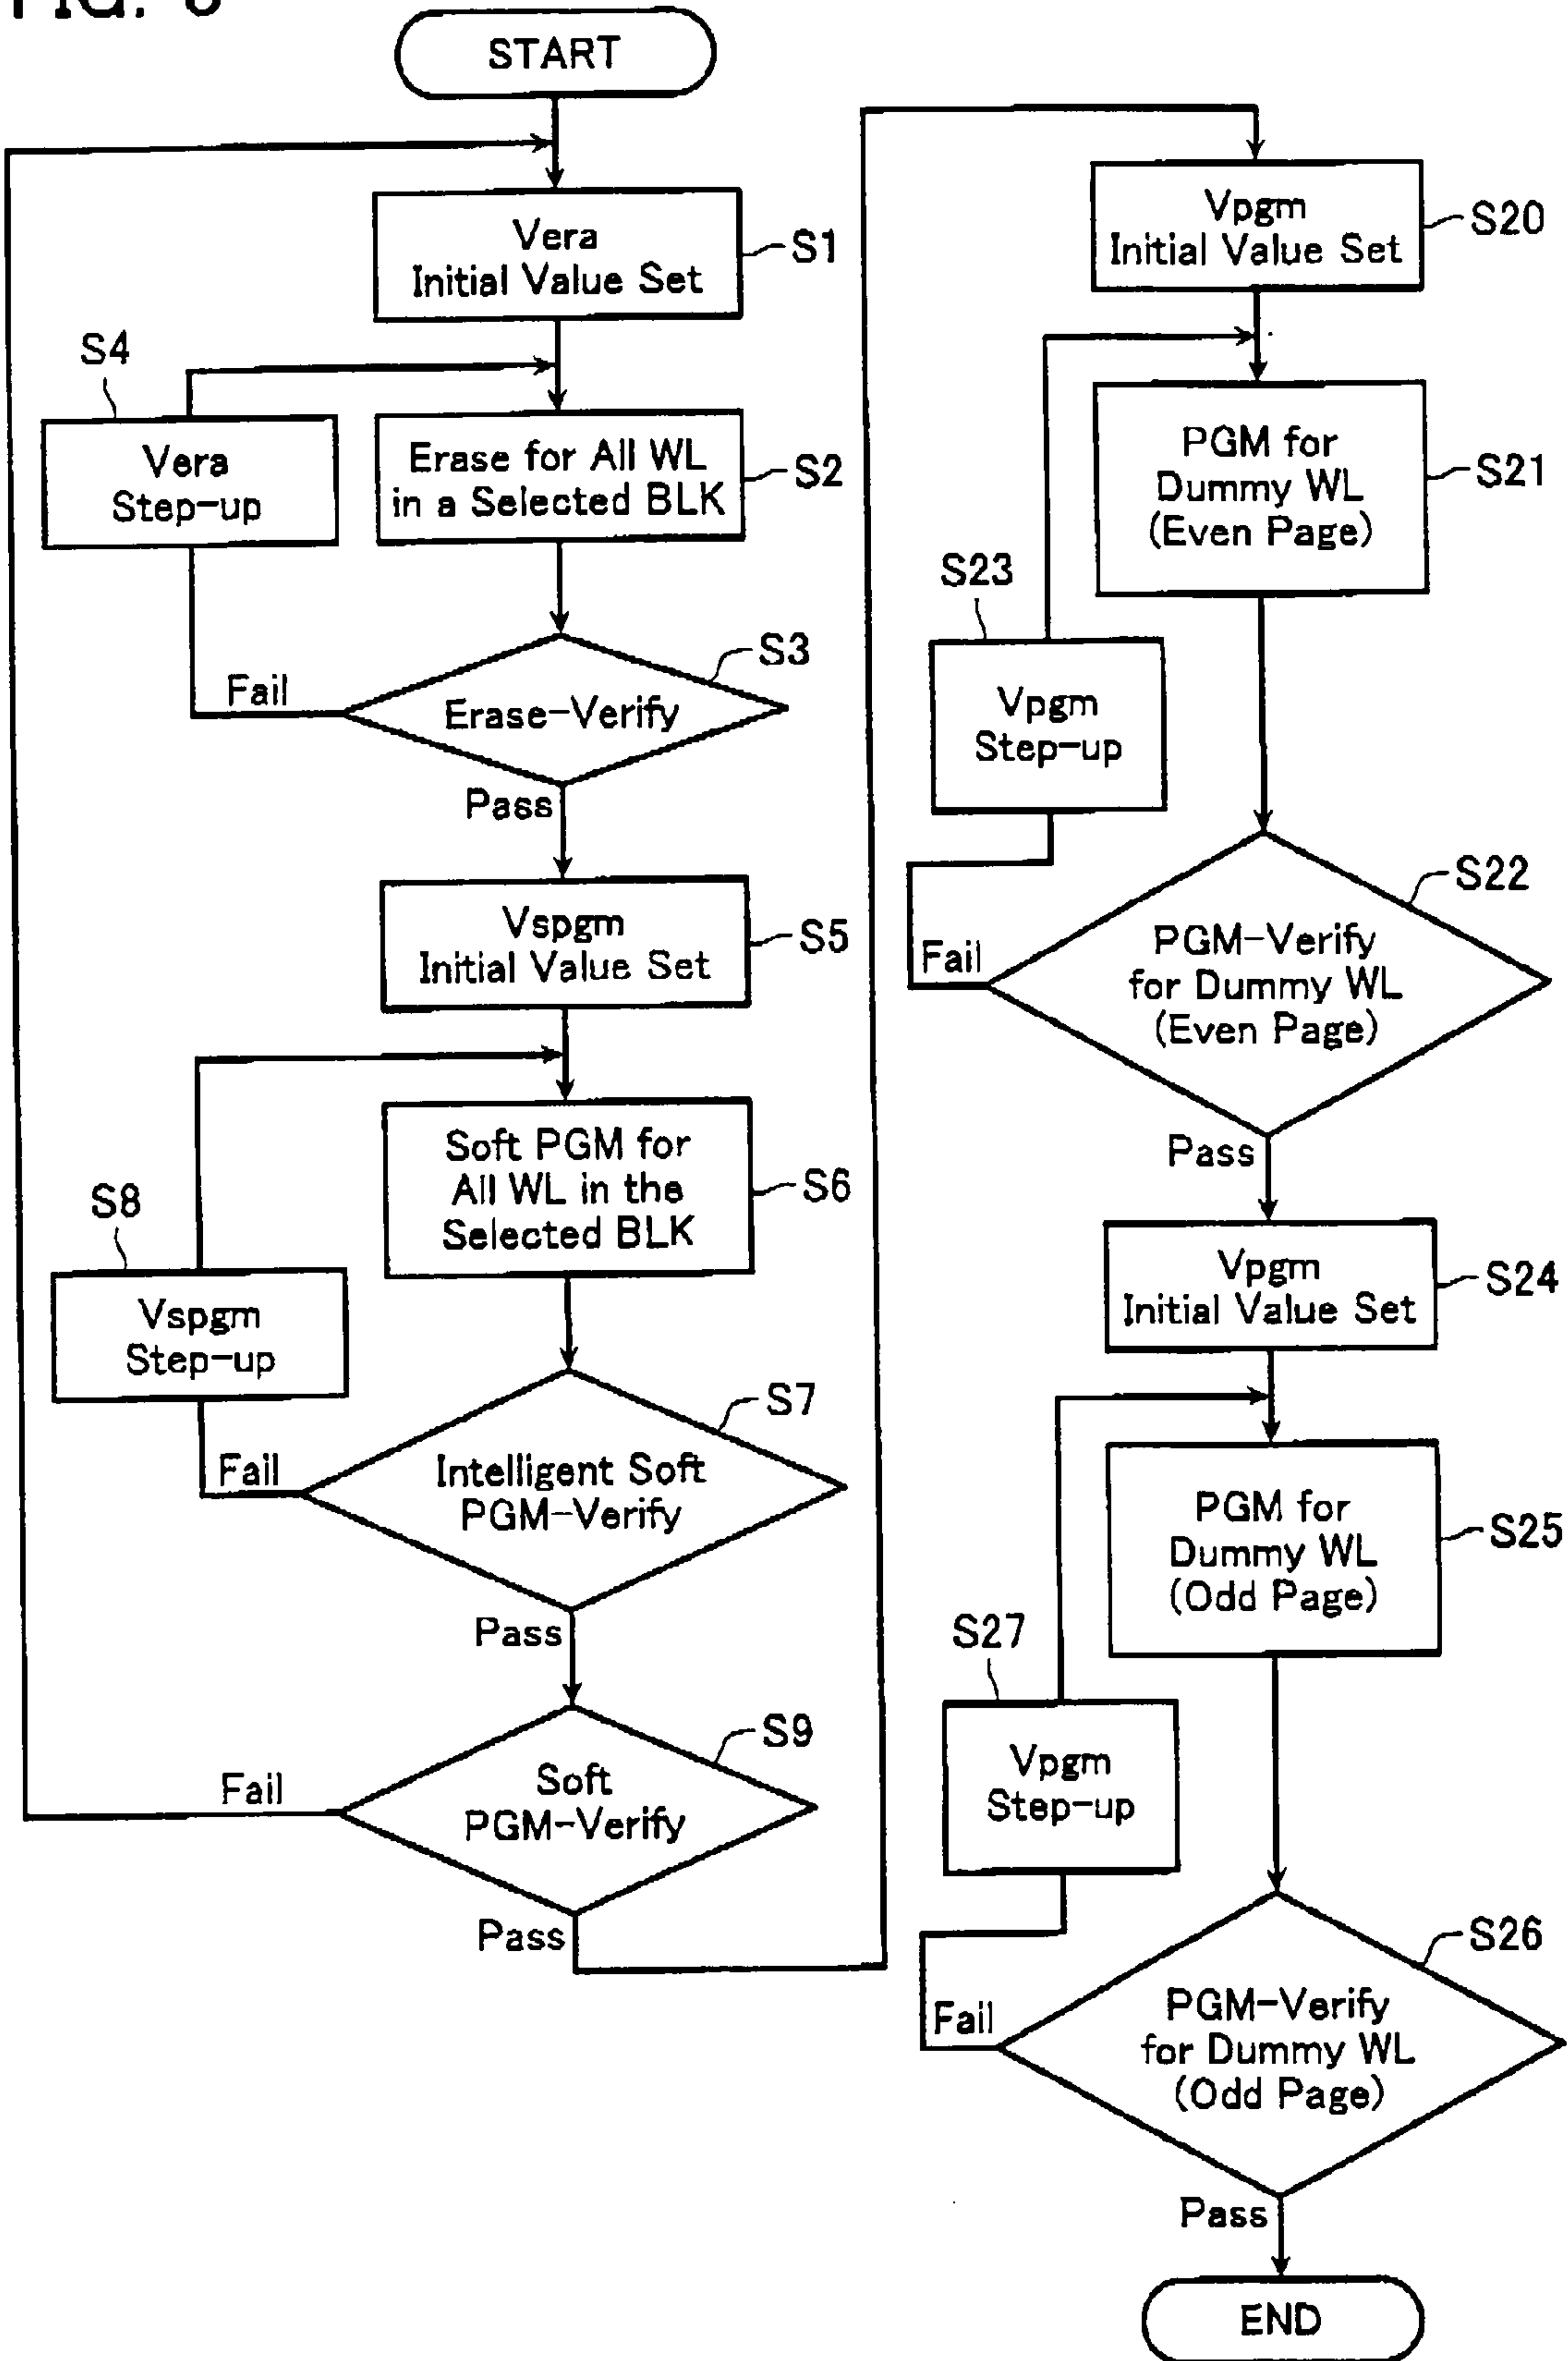 START
Vera
Initial Value Set
S1
S4
Vera
Step-up
Erase for All WL
in a Selected BLK
S2
S3
Fail
Erase-Verify
Pass
Vspgm
Initial Value Set
S5
Soft PGM for
All WL in the
Selected BLK
S6
S8
Vspgm
Step-up
S7
Fail
Intelligent Soft
PGM-Verify
Pass
S9
Fail
Soft
PGM-Verify
Pass
Vpgm
Initial Value Set
S20
PGM for
Dummy WL
(Even Page)
S21
S23
Vpgm
Step-up
S22
Fail
PGM-Verify
for Dummy WL
(Even Page)
Pass
Vpgm
Initial Value Set
S24
PGM for
Dummy WL
(Odd Page)
S25
S27
Vpgm
Step-up
S26
Fail
PGM-Verify
for Dummy WL
(Odd Page)
Pass
END